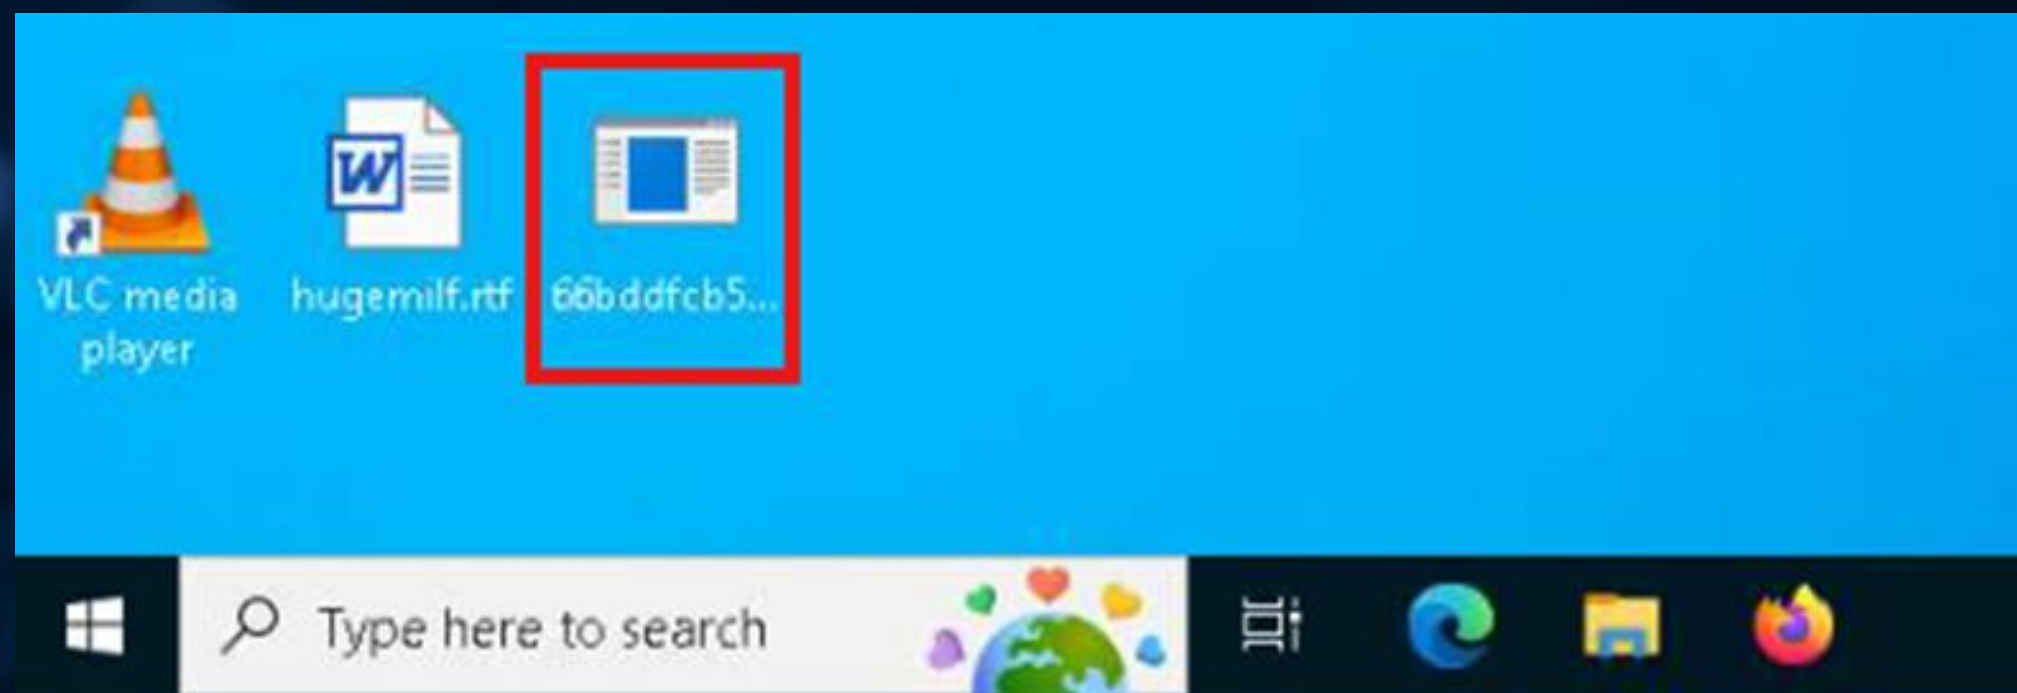 VLC media
player
hugemilf.rtf
66bddfcb5...
Type here to search